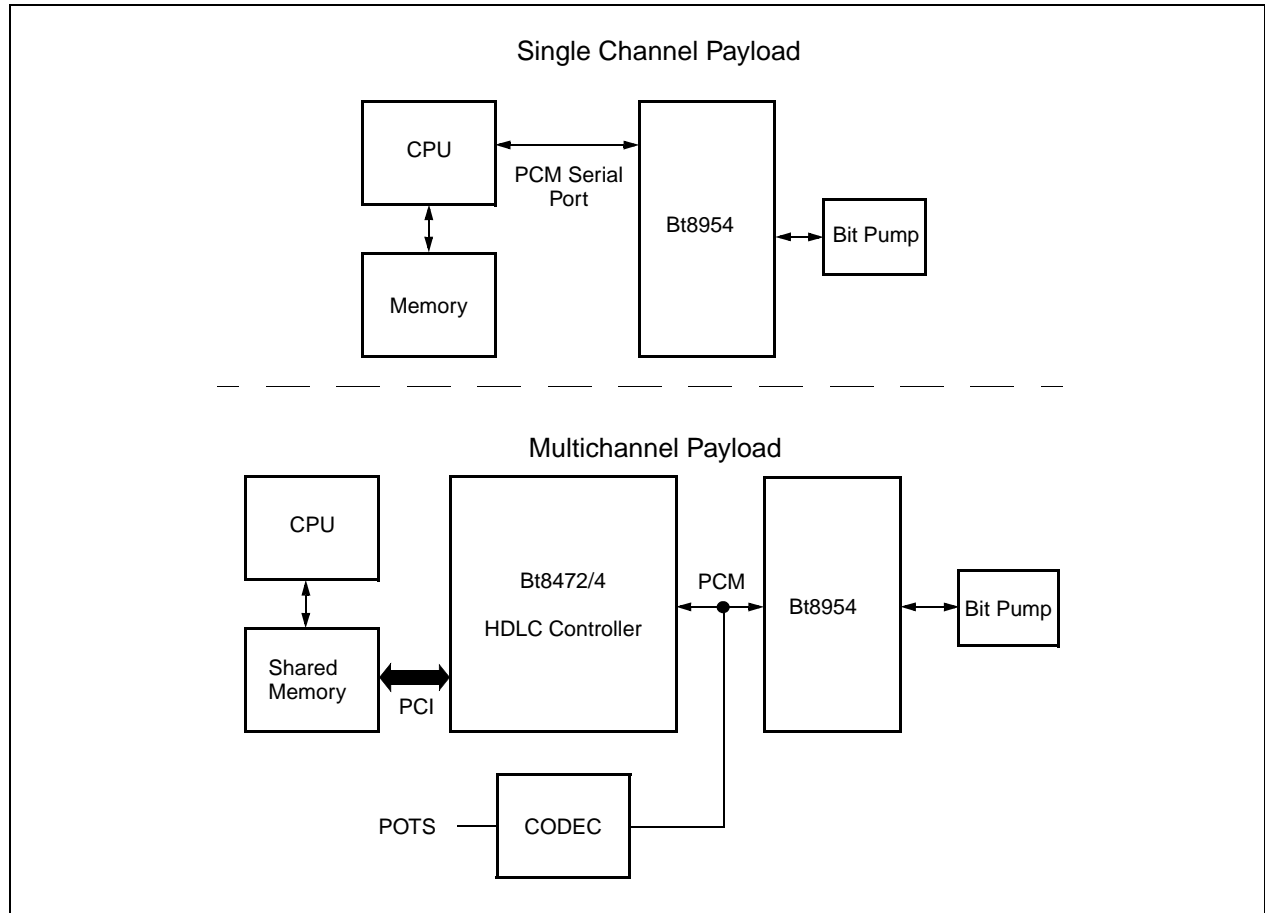 Single Channel Payload
CPU
PCM Serial
Port
Bt8954
Bit Pump
Memory
Multichannel Payload
CPU
Bt8472/4
HDLC Controller
PCM
Bt8954
Bit Pump
Shared
Memory
PCI
POTS
CODEC